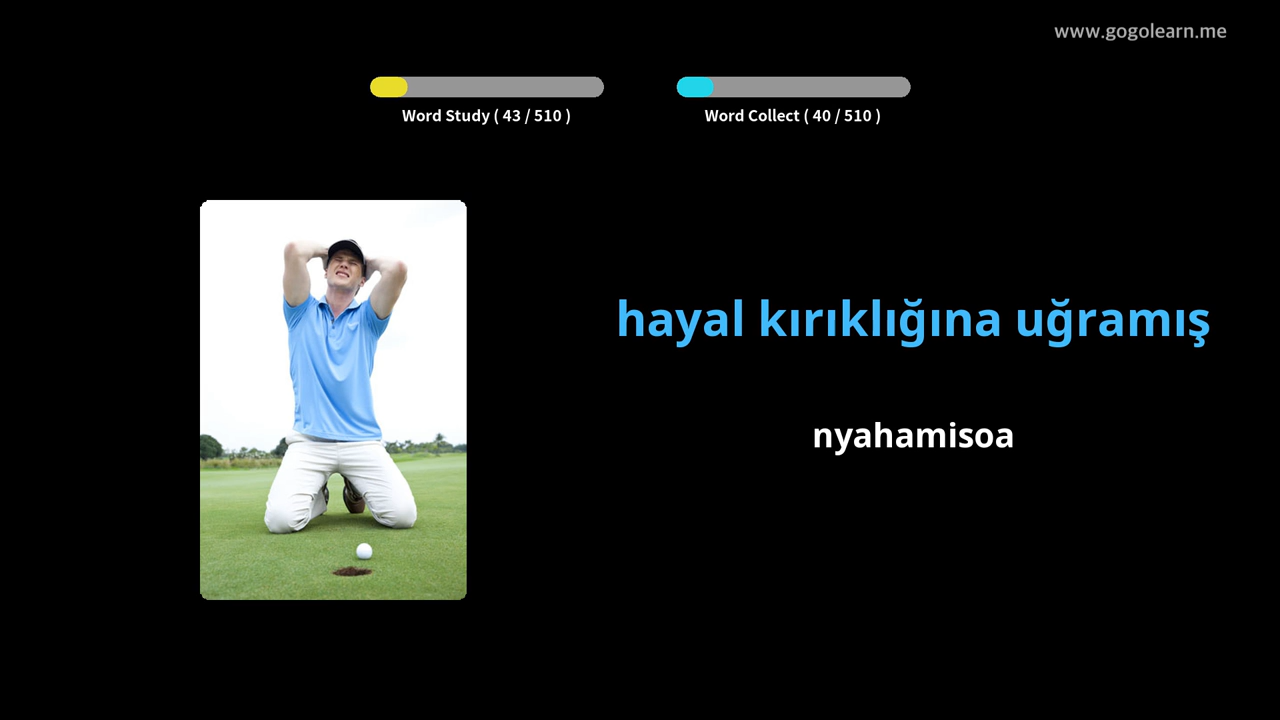 www.gogolearn.me
Word Study ( 43 / 510 )
Word Collect ( 40 / 510 )
hayal kırıklığına uğramış
nyahamisoa